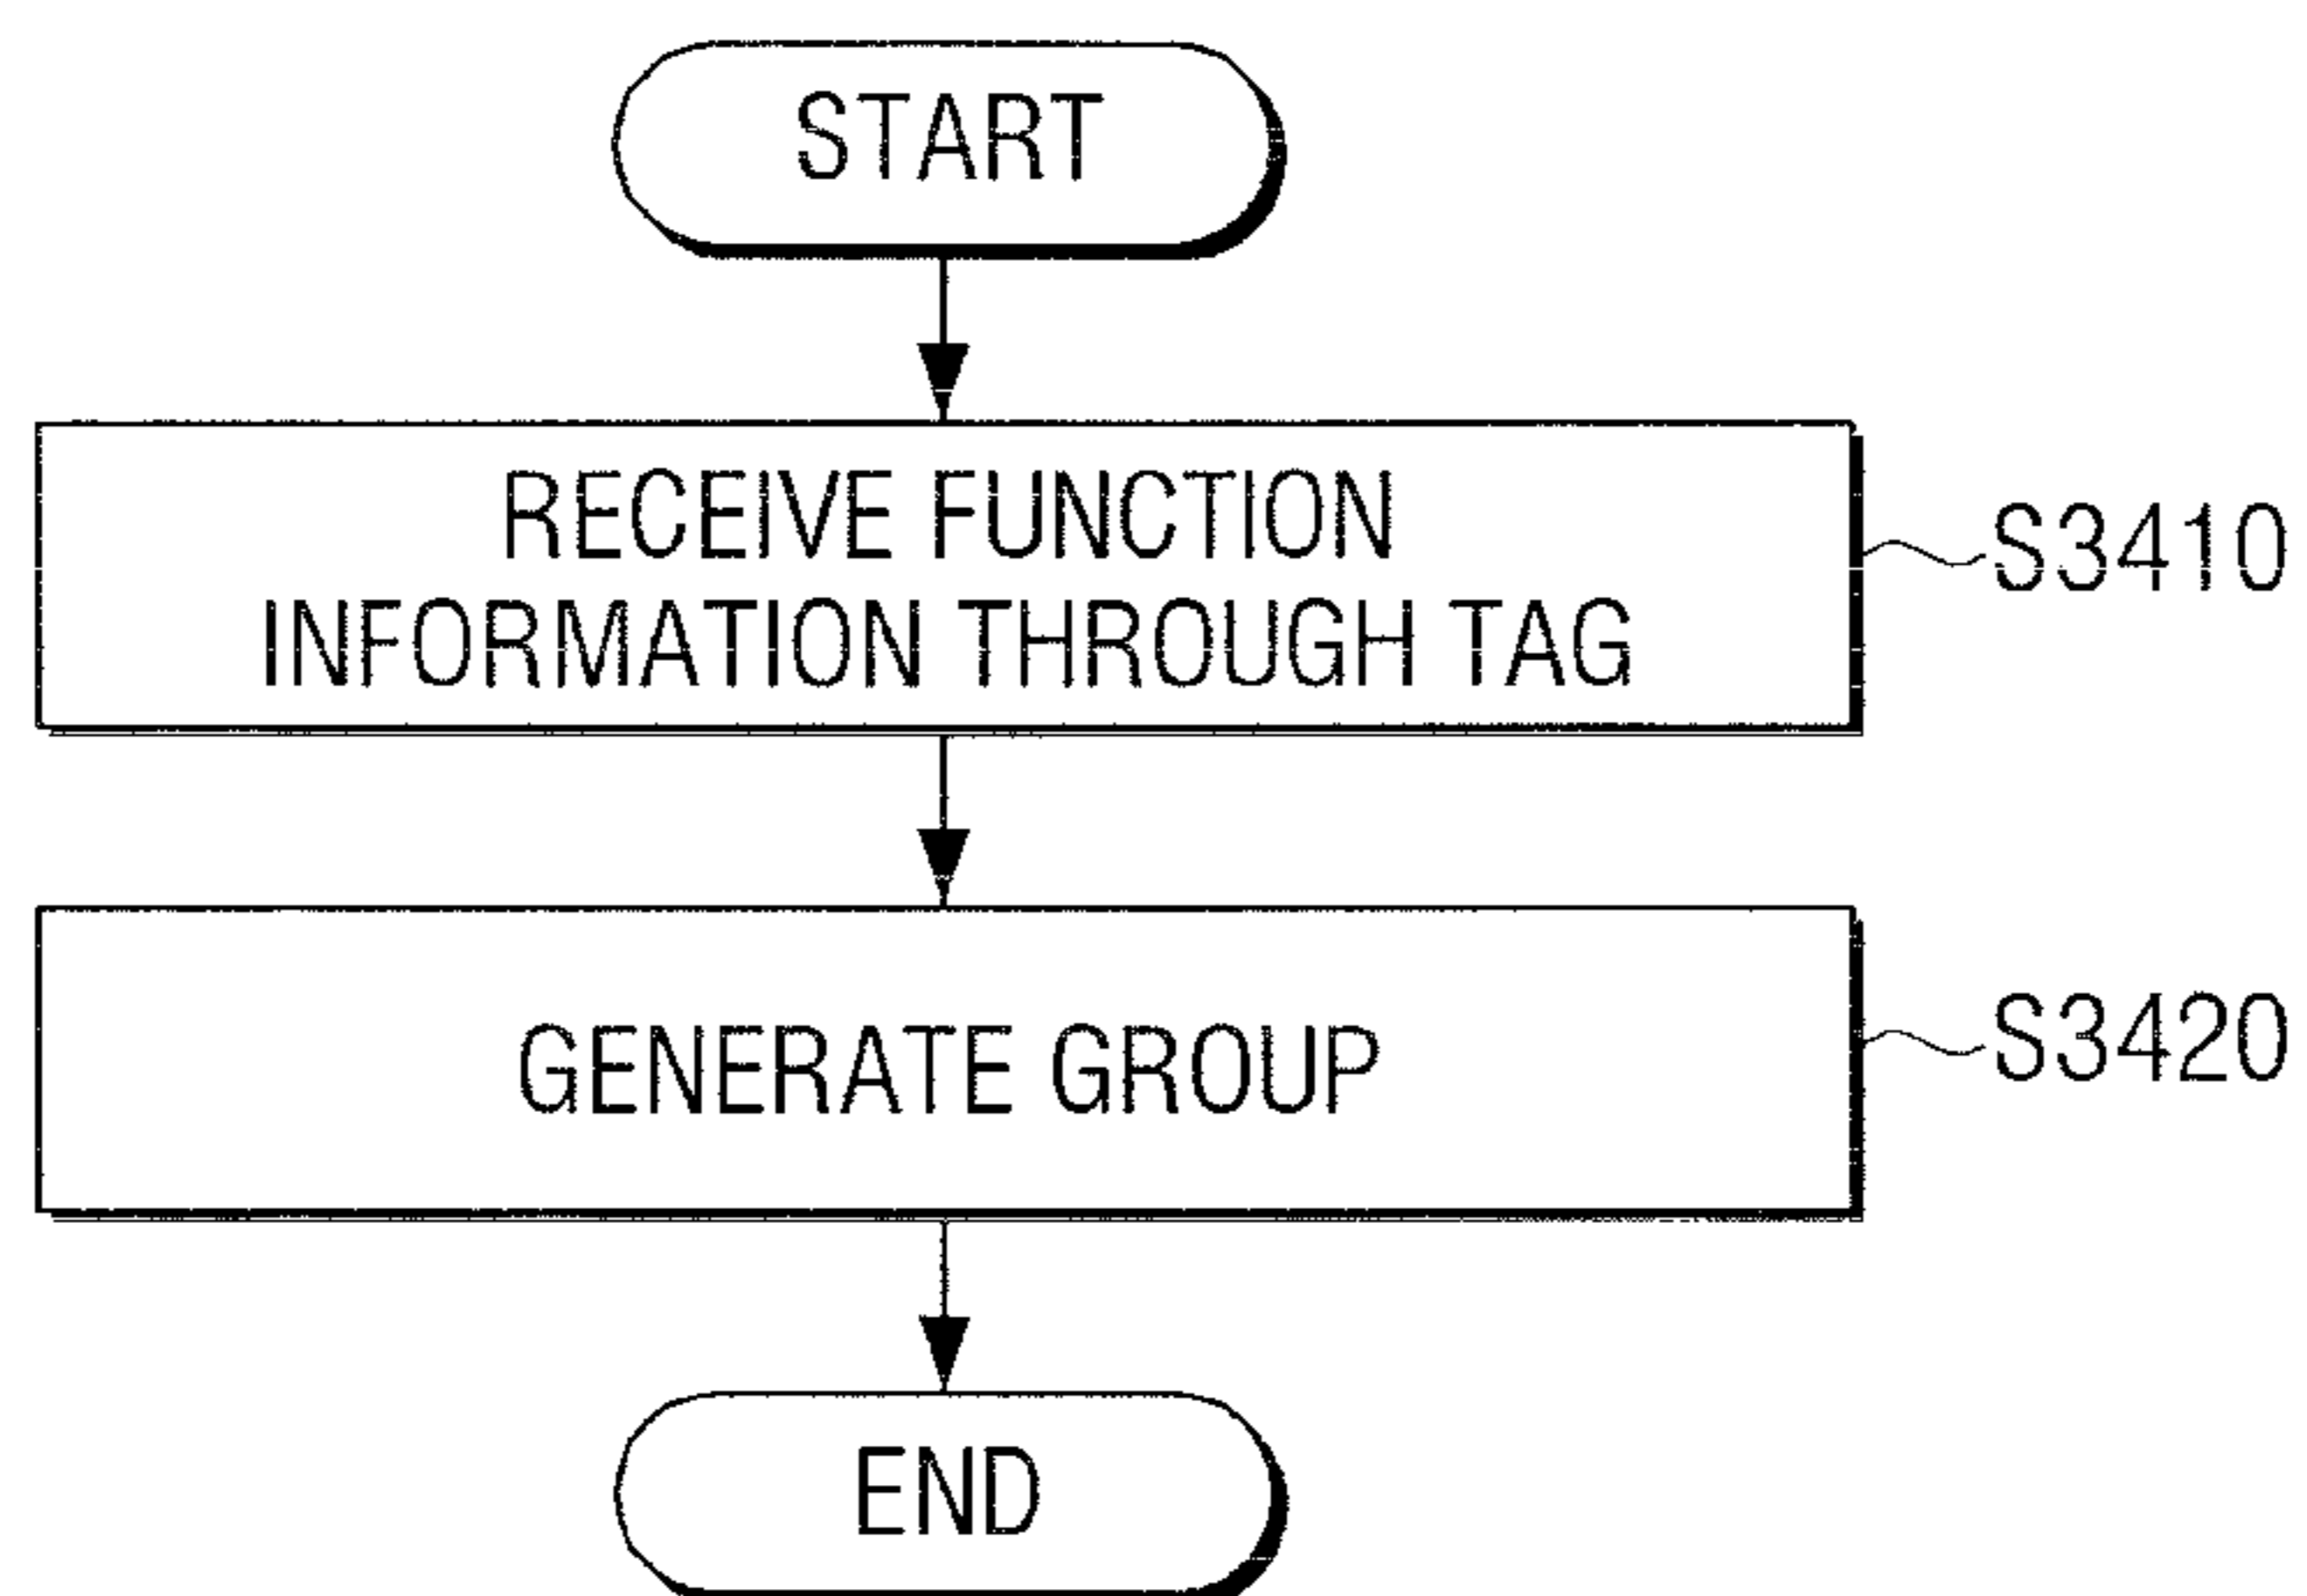 START
RECEIVE FUNCTION
INFORMATION THROUGH TAG
S3410
GENERATE GROUP
S3420
END